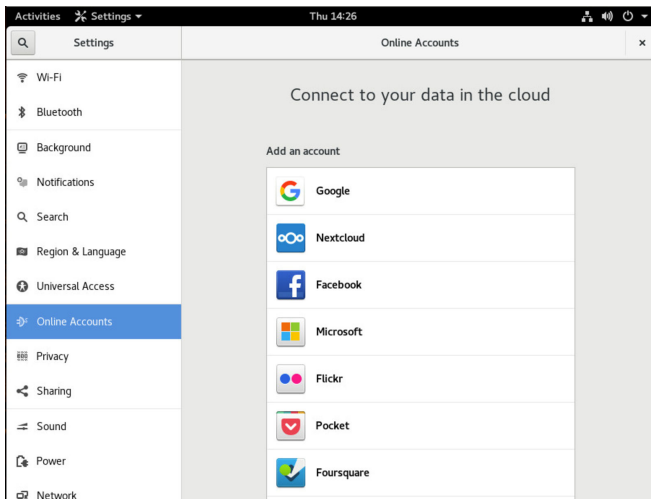 Activities Settings Thu 14:26
Settings Online Accounts
Wi-Fi
Bluetooth
Background
Notifications
Search
Region & Language
Universal Access
Online Accounts
Privacy
Sharing
Sound
Power
Network
Connect to your data in the cloud
Add an account
Google
Nextcloud
Facebook
Microsoft
Flickr
Pocket
Foursquare